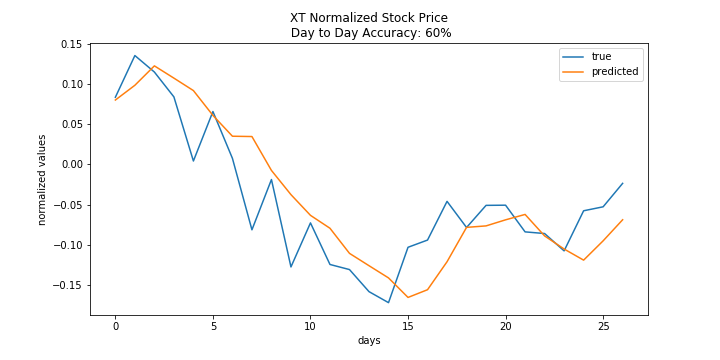 XT Normalized Stock Price
Day to Day Accuracy: 60%
true
predicted
normalized values
0.15
0.10
0.05
0.00
−0.05
−0.10
−0.15
0
5
10
15
20
25
days